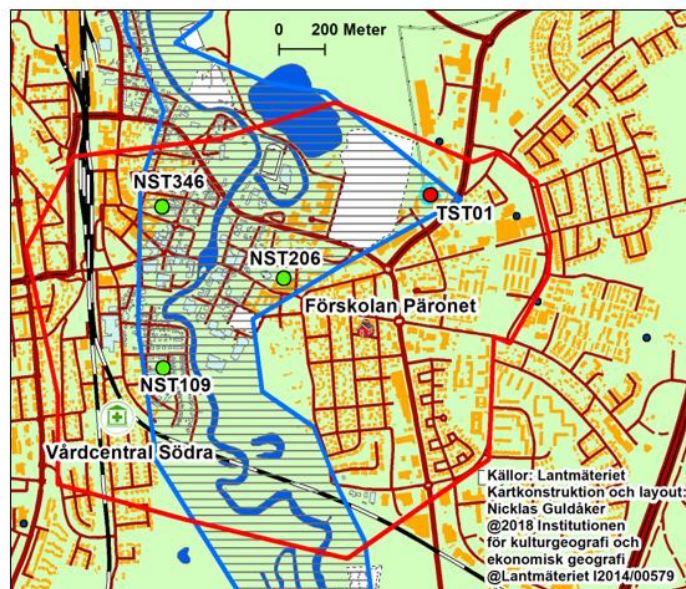 0 200 Meter
NST346
TST01
NST206
Förskolan Päronet
NST109
Vårdcentral Södra
Källor: Lantmäteriet
Kartkonstruktion och layout:
Nicklas Guldåker
@2018 Institutionen
för kulturgeografi och
ekonomisk geografi
@Lantmäteriet I2014/00579